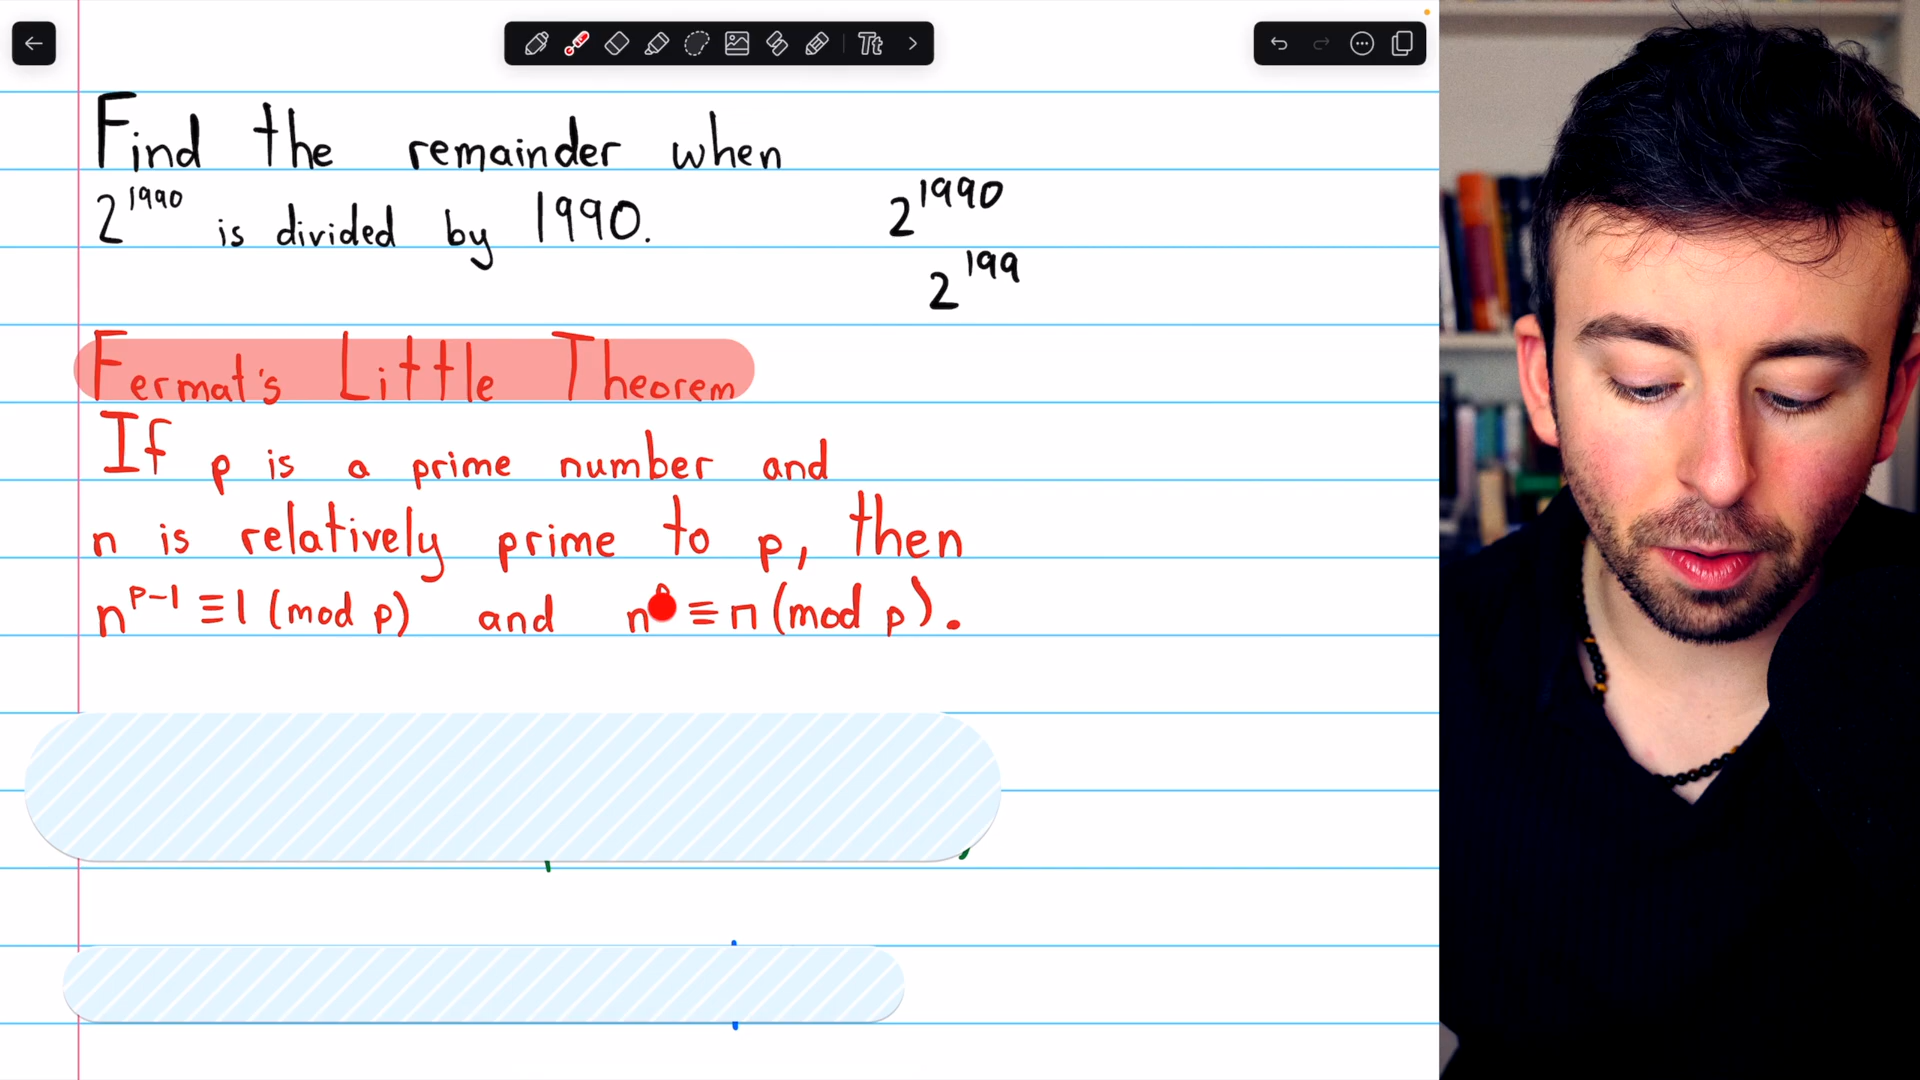 Tt
Find the remainder when
2^1990 is divided by 1990.
2^1990
2^199
Fermat's Little Theorem
If p is a prime number and
n is relatively prime to p, then
n^p-1 ≡ 1 (mod p) and n ≡ n (mod p).